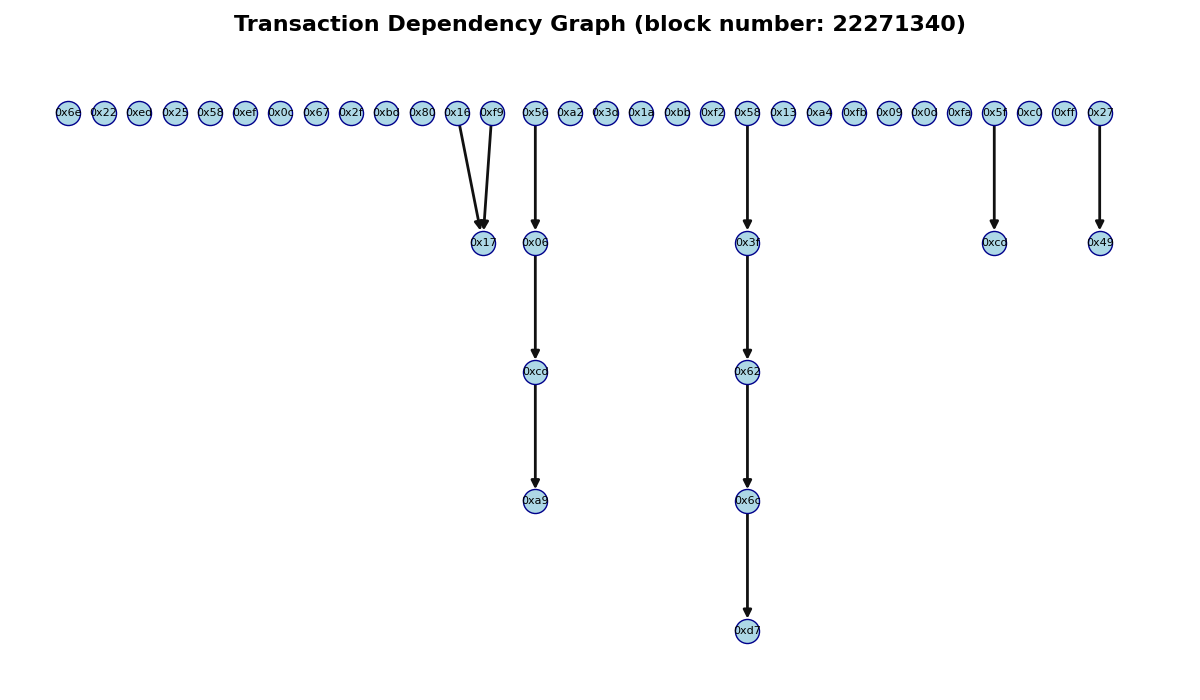 Transaction Dependency Graph (block number: 22271340)
0x6e 0x22 0xed 0x25 0x58 0xef 0x0c 0x67 0x2f 0xbd 0x80 0x16 0xf9 0x56 0xa2 0x3d 0x1a 0xbb 0xf2 0x58 0x13 0xa4 0xfb 0x09 0x0d 0xfa 0x5f 0xc0 0xff 0x27
0x17 0x06 0x3f 0xcd 0x49
0xcd 0x62
0xa9 0x6c
0xd7